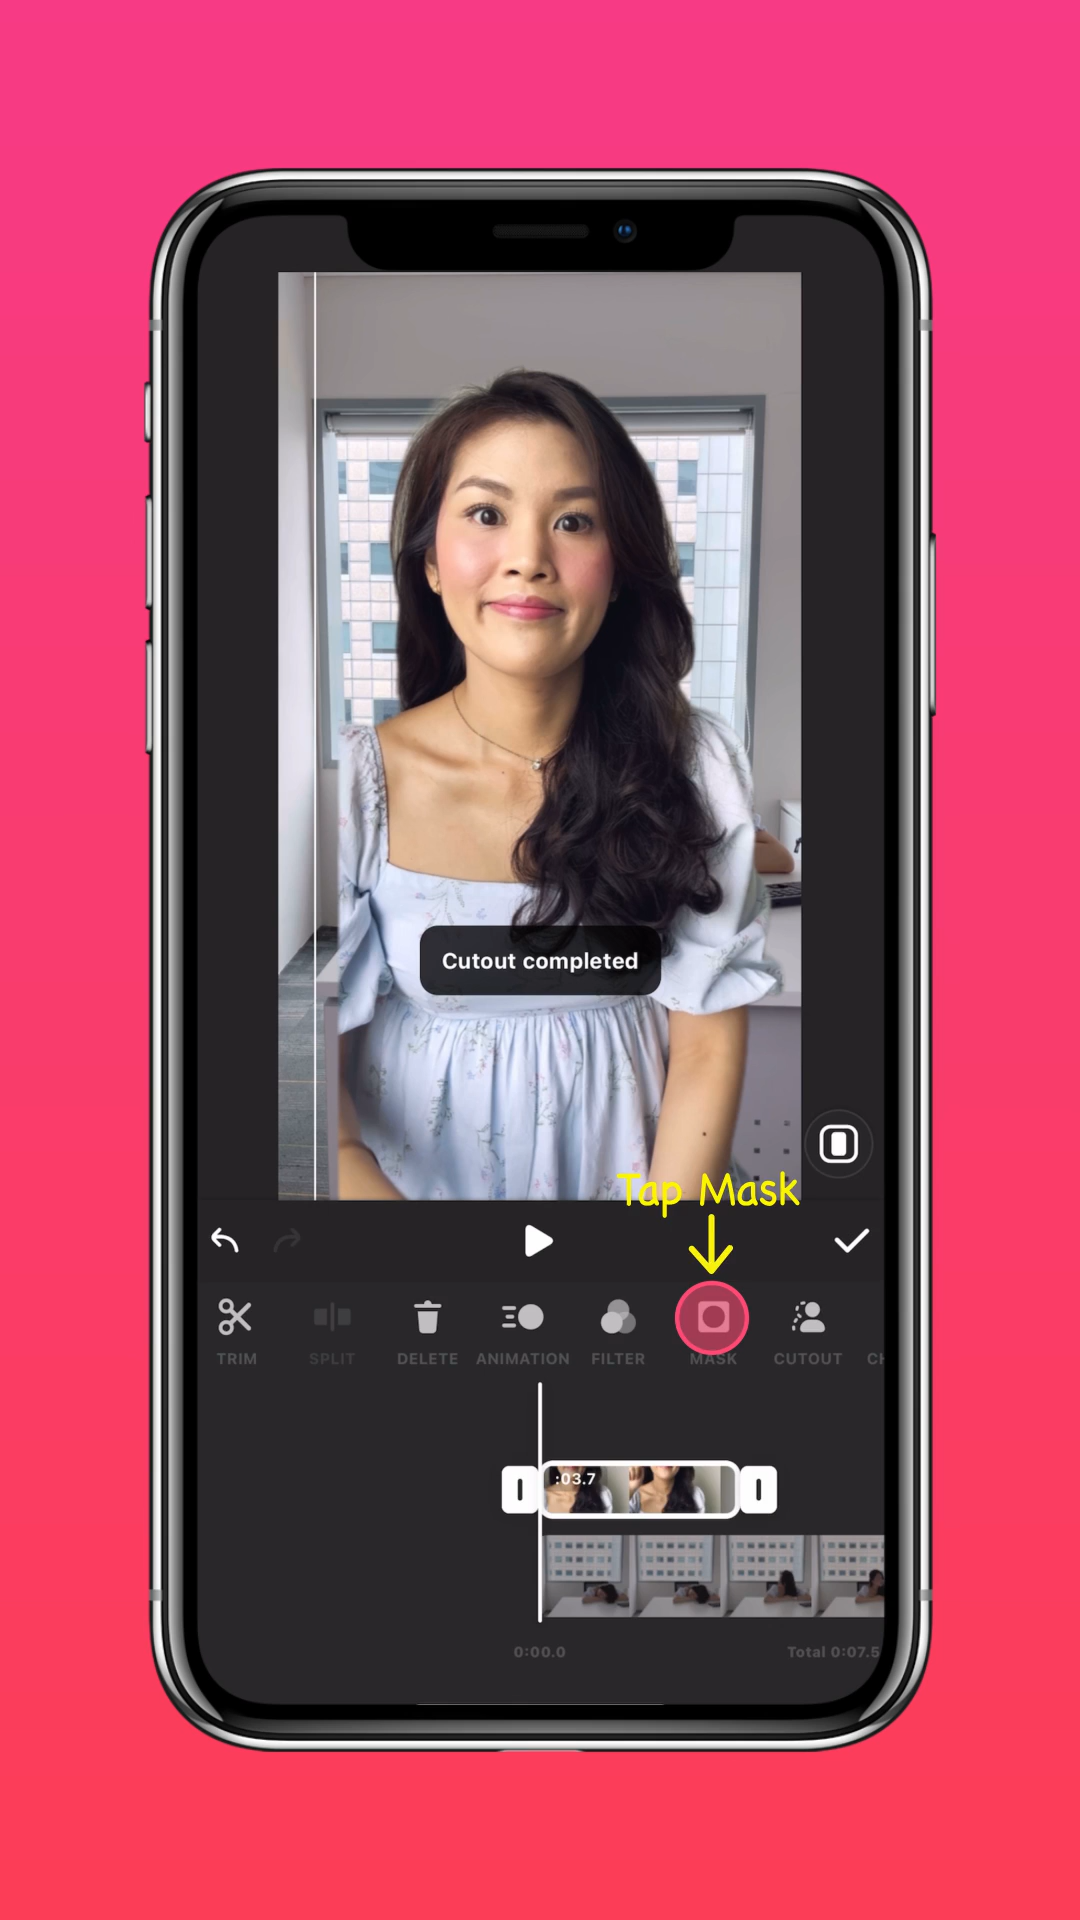 Cutout completed
Tap Mask
TRIM
SPLIT
DELETE
ANIMATION
FILTER
MASK
CUTOUT
CH
:03.7
0:00.0
Total 0:07.5